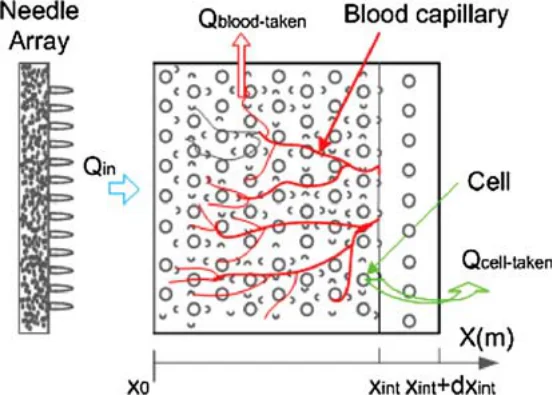 Needle
Array
Qblood-taken
Blood capillary
Qin
Cell
Qcell-taken
X(m)
x0
xint xint+dxint